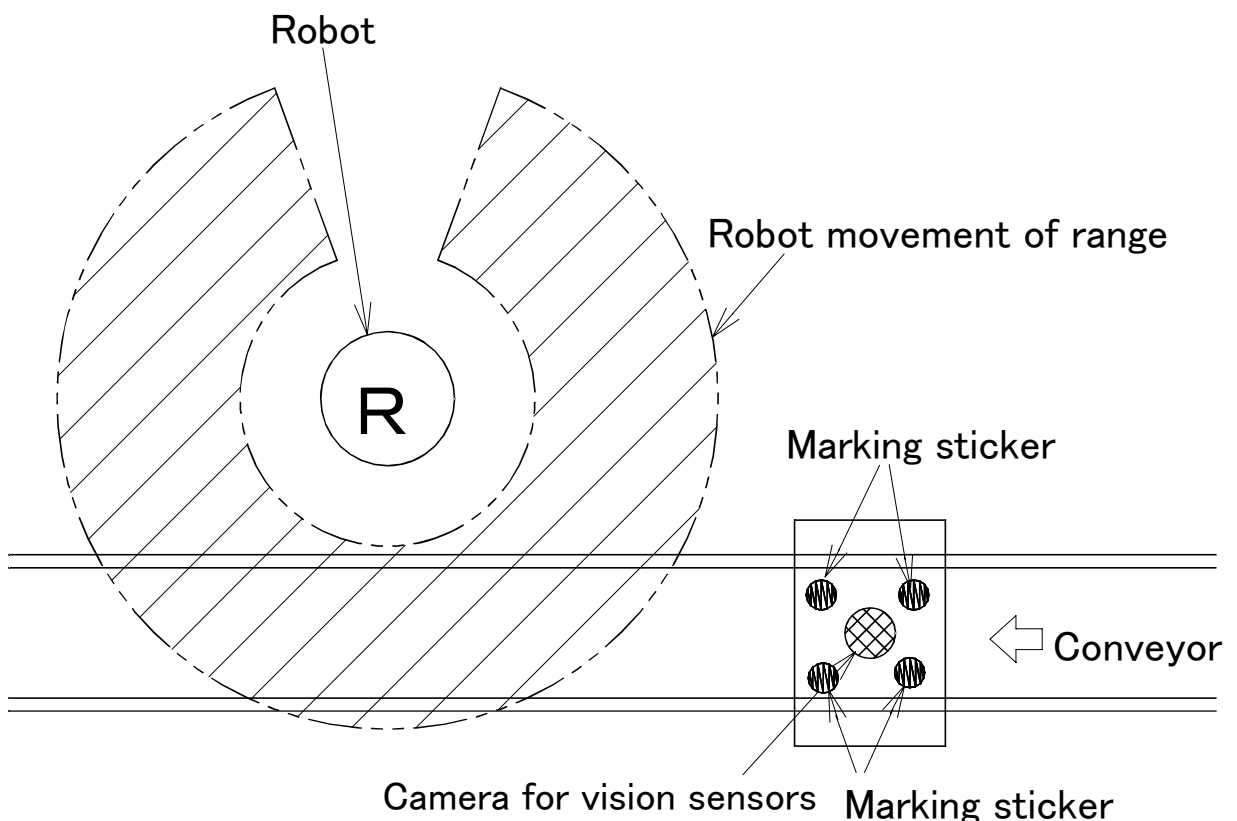 Robot
Robot movement of range
R
Marking sticker
Conveyor
Camera for vision sensors
Marking sticker